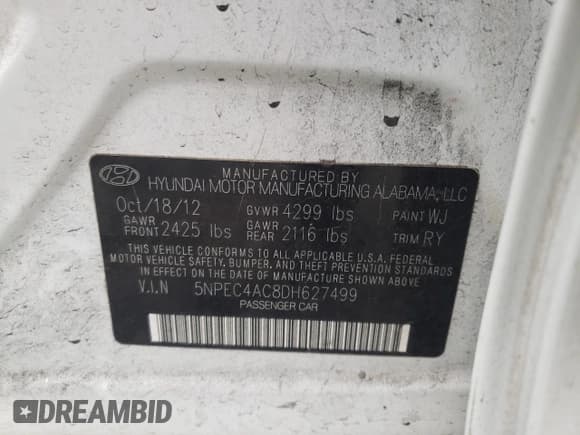 MANUFACTURED BY
HYUNDAI MOTOR MANUFACTURING ALABAMA, LLC
Oct/18/12 GVWR 4299 lbs PAINT WJ
GAWR FRONT 2425 lbs GAWR REAR 2116 lbs TRIM RY
THIS VEHICLE CONFORMS TO ALL APPLICABLE U.S.A. FEDERAL
MOTOR VEHICLE SAFETY, BUMPER, AND THEFT PREVENTION STANDARDS
IN EFFECT ON THE DATE OF MANUFACTURE SHOWN ABOVE
V.I.N 5NPEC4AC8DH627499
PASSENGER CAR
DREAMBID